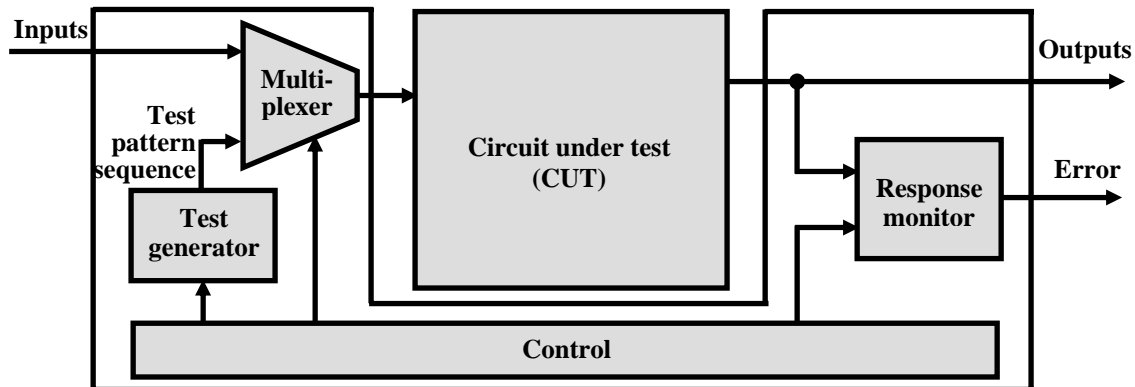 Inputs
Multi-
plexer
Test
pattern
sequence
Test
generator
Circuit under test
(CUT)
Outputs
Error
Response
monitor
Control